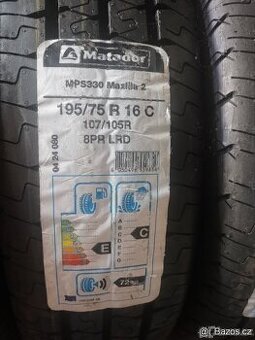 Matador
MPS330 Maxilla 2
195/75 R 16 C
107/105R
8PR LRD
E
C
72
© Bazos.cz